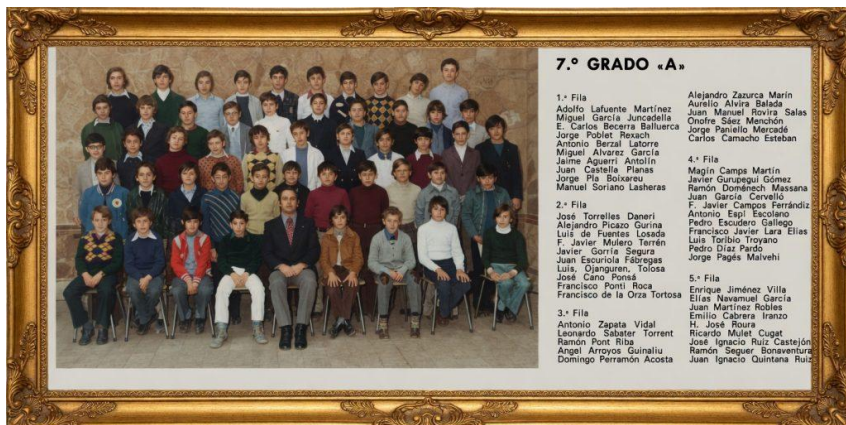 7.º GRADO «A»
1.ª Fila
Adolfo Lafuente Martínez
Miguel García Juncadella
E. Carlos Becerra Balluerca
Jorge Poblet Rexach
Antonio Berzal Latorre
Miguel Alvarez García
Jaime Aguerri Antolín
Juan Castella Planas
Jorge Pla Boixareu
Manuel Soriano Lasheras
2.ª Fila
José Torrelles Daneri
Alejandro Picazo Gurina
Luis de Fuentes Losada
F. Javier Mulero Terrén
Javier Gorría Segura
Juan Escuriola Fábregas
Luis, Ojanguren, Tolosa
José Cano Ponsá
Francisco Ponti Roca
Francisco de la Orza Tortosa
3.ª Fila
Antonio Zapata Vidal
Leonardo Sabater Torrent
Ramón Pont Riba
Angel Arroyos Guinaliu
Domingo Perramón Acosta
Alejandro Zazurca Marín
Aurelio Alvira Balada
Juan Manuel Rovira Salas
Onofre Sáez Menchón
Jorge Paniello Mercadé
Carlos Camacho Esteban
4.ª Fila
Magín Camps Martín
Javier Gurupegui Gómez
Ramón Doménech Massana
Juan García Cervelló
F. Javier Campos Ferrándiz
Antonio Espí Escolano
Pedro Escudero Gallego
Francisco Javier Lara Elías
Luis Toribio Troyano
Pedro Díaz Pardo
Jorge Pagés Malvehi
5.ª Fila
Enrique Jiménez Villa
Elías Navamuel García
Juan Martínez Robles
Emilio Cabrera Iranzo
H. José Roura
Ricardo Mulet Cugat
José Ignacio Ruíz Castejón
Ramón Seguer Bonaventura
Juan Ignacio Quintana Ruiz